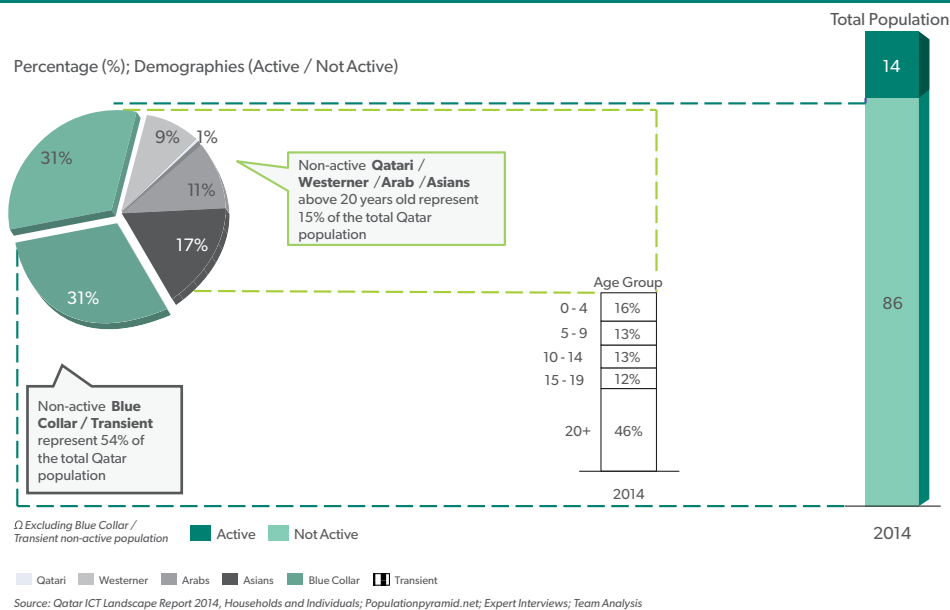 Total Population
Percentage (%); Demographies (Active / Not Active)
14
31%
9%
1%
11%
17%
31%
Non-active Qatari /
Westerner / Arab / Asians
above 20 years old represent
15% of the total Qatar
population
Age Group
0 - 4 16%
5 - 9 13%
10 - 14 13%
15 - 19 12%
20+ 46%
2014
86
Non-active Blue
Collar / Transient
represent 54% of
the total Qatar
population
2014
Ω Excluding Blue Collar /
Transient non-active population
Active Not Active
Qatari Westerner Arabs Asians Blue Collar Transient
Source: Qatar ICT Landscape Report 2014, Households and Individuals; Populationpyramid.net; Expert Interviews; Team Analysis